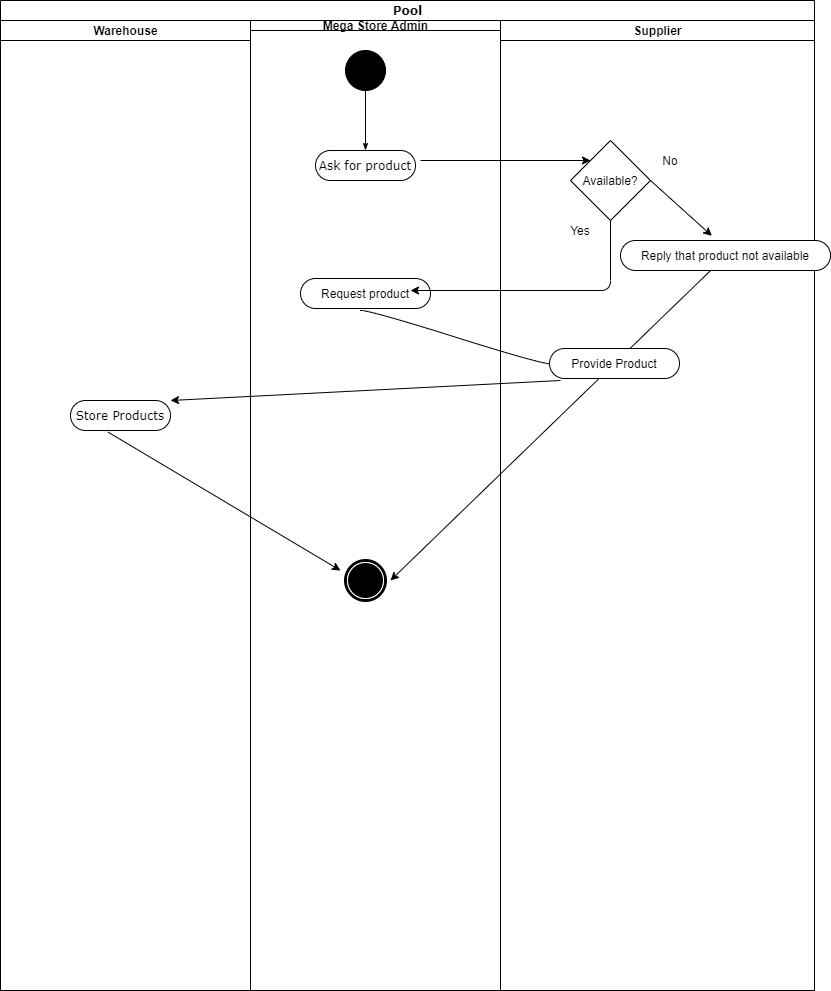 Pool
Warehouse
Mega Store Admin
Supplier
Ask for product
Available?
No
Yes
Reply that product not available
Request product
Provide Product
Store Products